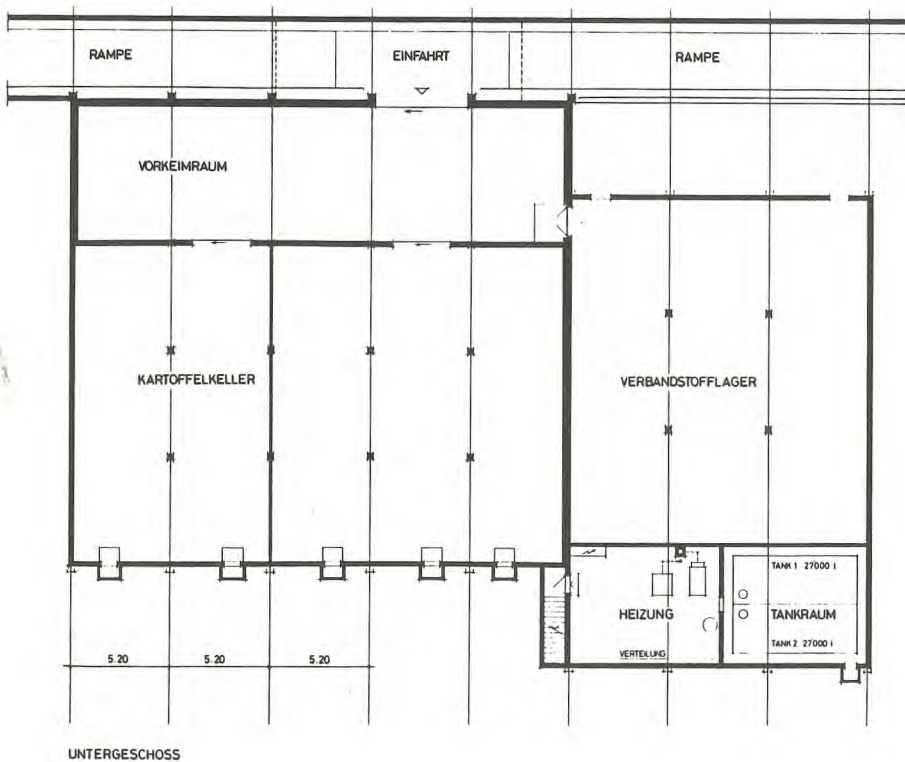 RAMPE
EINFAHRT
RAMPE
VORKEIMRAUM
KARTOFFELKELLER
VERBANDSTOFFLAGER
TANK 1 27000 l
HEIZUNG
TANKRAUM
TANK 2 27000 l
VERTEILUNG
5.20
5.20
5.20
UNTERGESCHOSS